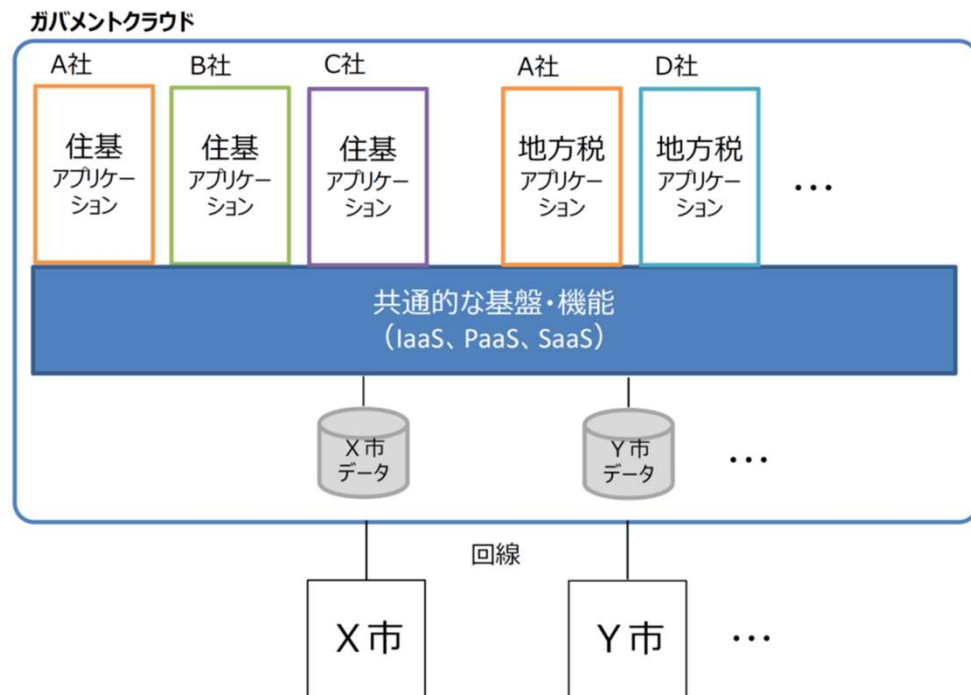 ガバメントクラウド
A社
B社
C社
A社
D社
住基
アプリケー
ション
住基
アプリケー
ション
住基
アプリケー
ション
地方税
アプリケー
ション
地方税
アプリケー
ション
…
共通的な基盤・機能
（IaaS、PaaS、SaaS）
X市
データ
Y市
データ
…
回線
X市
Y市
…